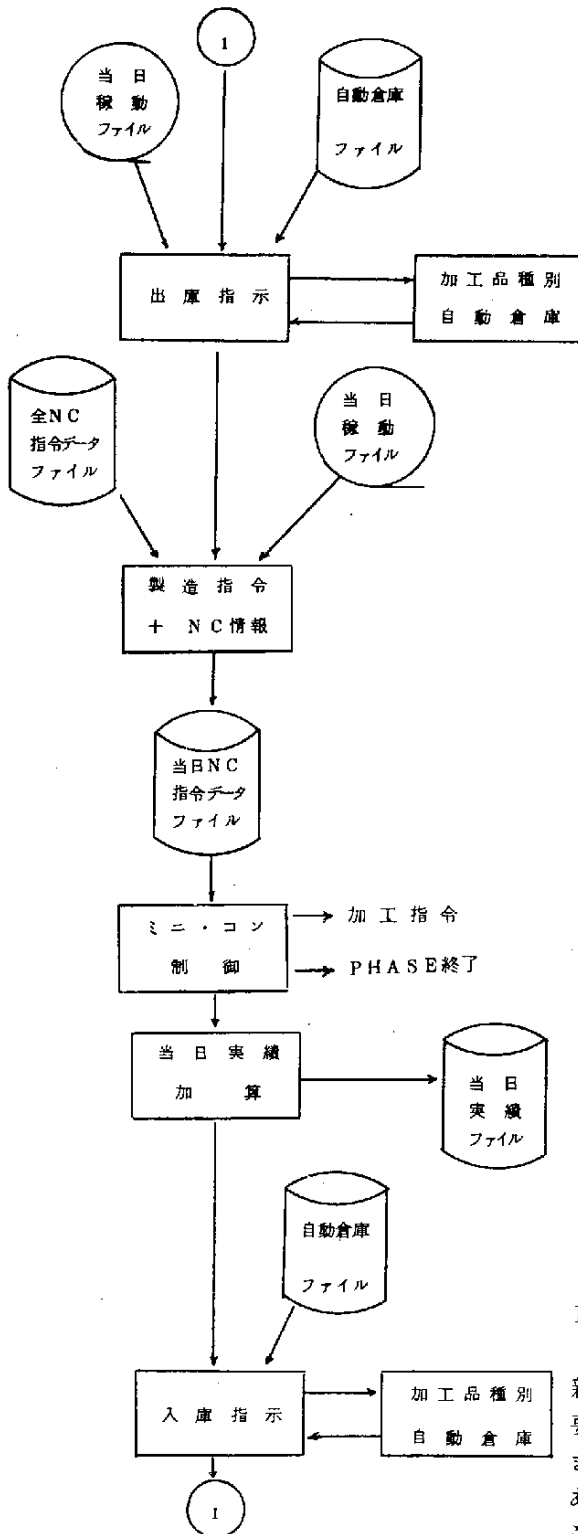 1
当日
稼動
ファイル
自動倉庫
ファイル
出庫指示
加工品種別
自動倉庫
全NC
指令データ
ファイル
当日
稼動
ファイル
製造指令
+ NC情報
当日NC
指令データ
ファイル
ミニ・コン
制御
加工指令
PHASE終了
当日実績
加算
当日
実績
ファイル
自動倉庫
ファイル
入庫指示
加工品種別
自動倉庫
1